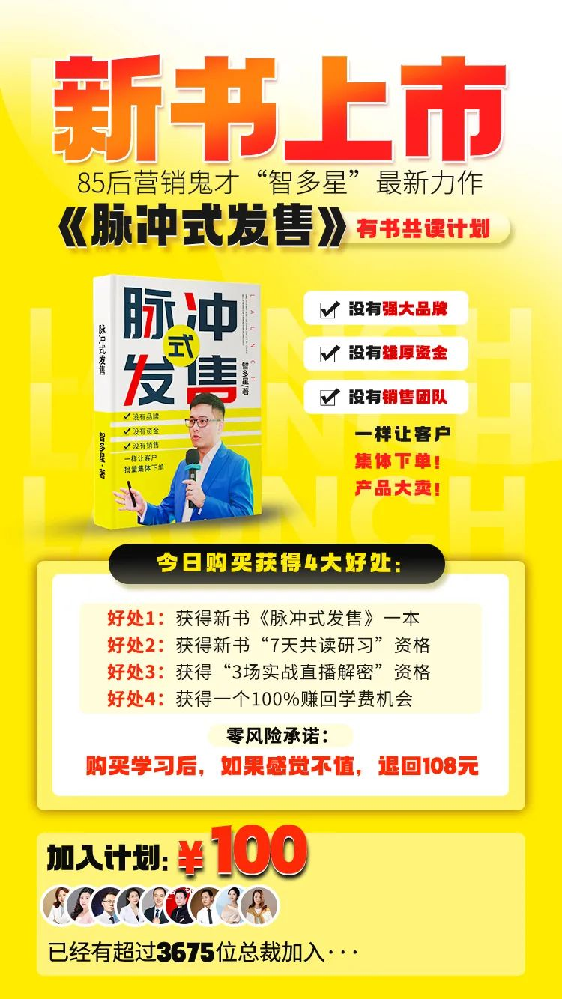 新书上市
85后营销鬼才“智多星”最新力作
《脉冲式发售》有书共读计划
脉冲式发售
智多星·著
脉冲
式
发售
LAUNCH
智多星/著
没有品牌
没有资金
没有销售
一样让客户
批量集体下单
没有强大品牌
没有雄厚资金
没有销售团队
一样让客户
集体下单!
产品大卖!
LAUNCH
LAUNCH
LAUNCH
今日购买获得4大好处:
好处1:获得新书《脉冲式发售》一本
好处2:获得新书“7天共读研习”资格
好处3:获得“3场实战直播解密”资格
好处4:获得一个100%赚回学费机会
零风险承诺:
购买学习后,如果感觉不值,退回108元
加入计划:¥100
已经有超过3675位总裁加入···